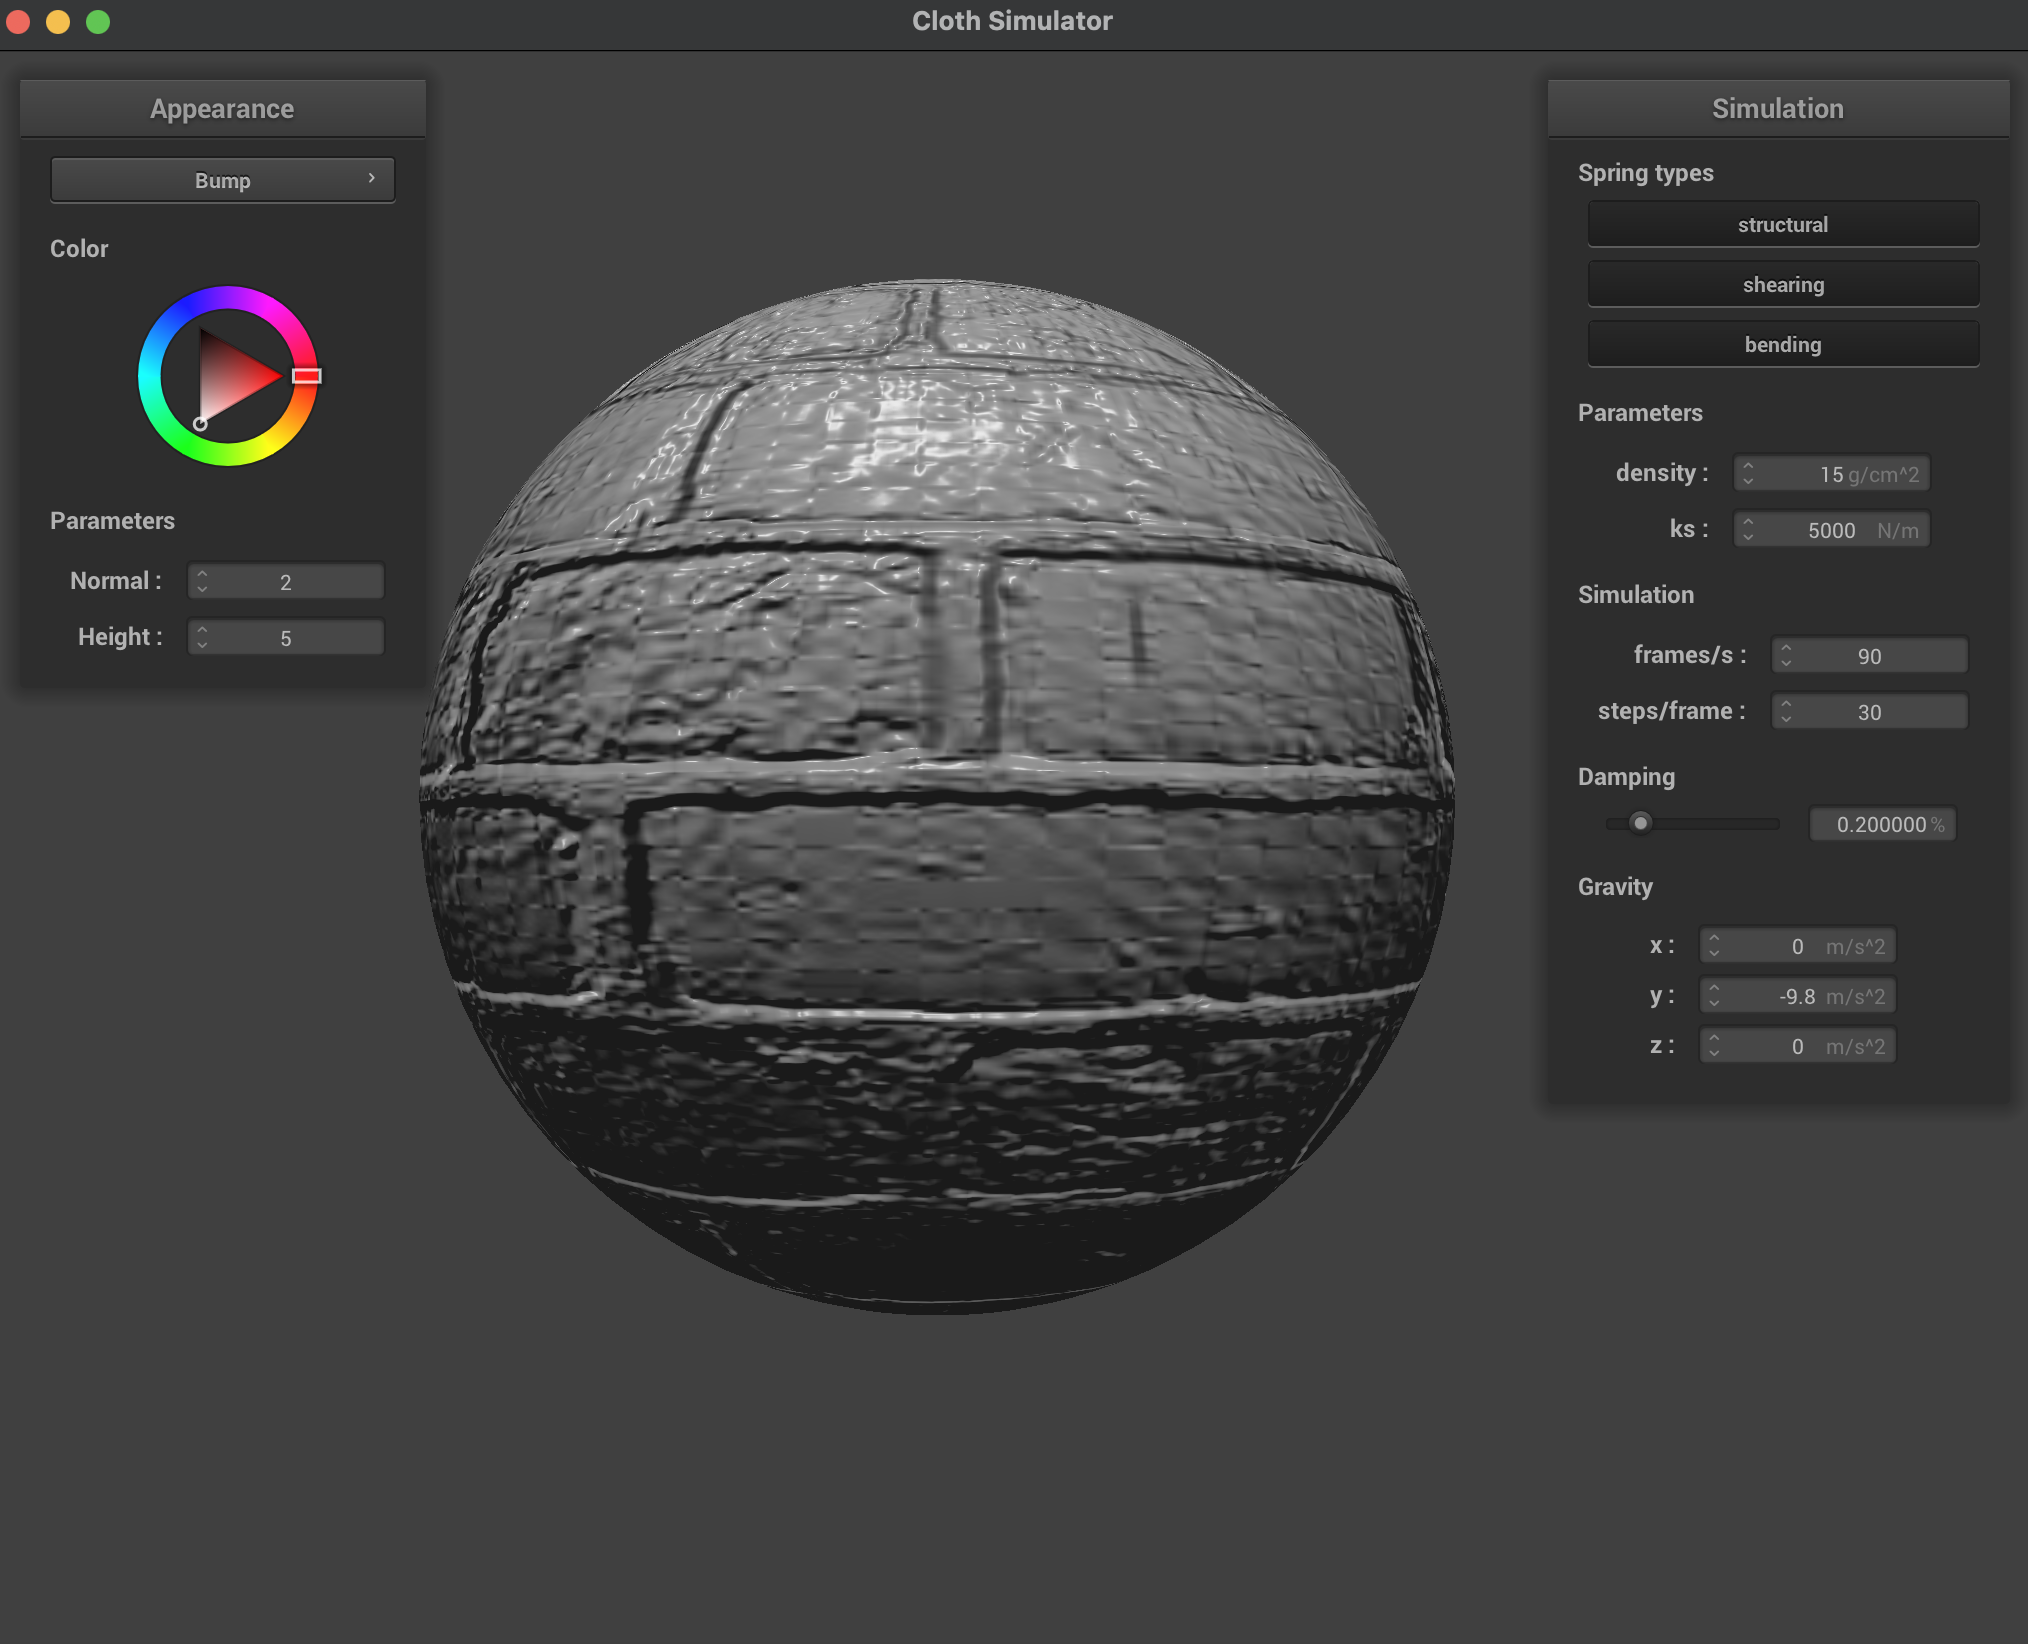 Cloth Simulator
Appearance
Bump
Color
Parameters
Normal : 2
Height : 5
Simulation
Spring types
structural
shearing
bending
Parameters
density : 15 g/cm^2
ks : 5000 N/m
Simulation
frames/s : 90
steps/frame : 30
Damping
0.200000 %
Gravity
x : 0 m/s^2
y : -9.8 m/s^2
z : 0 m/s^2